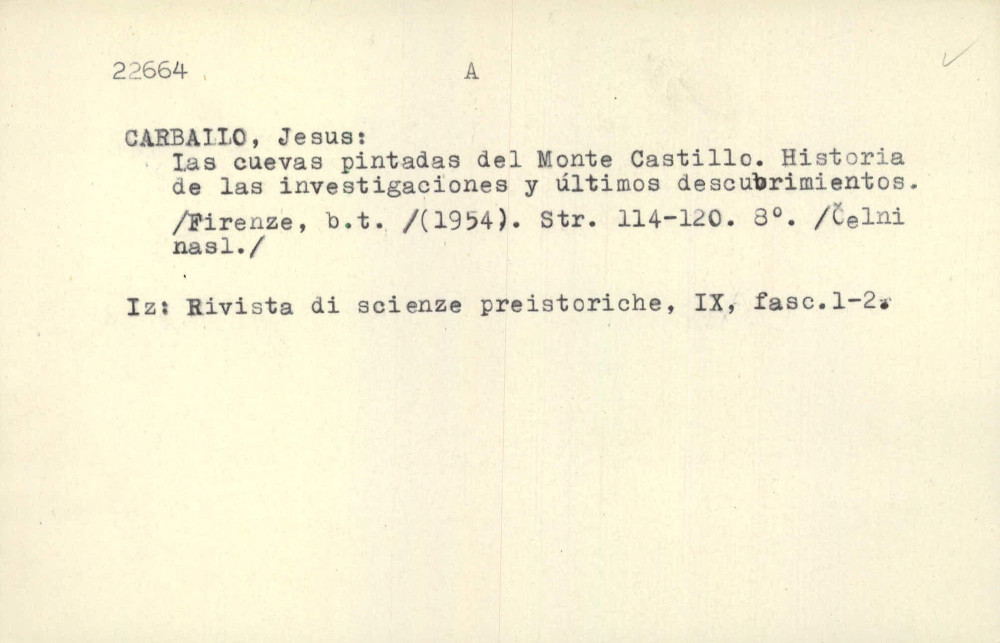 22664 A
CARBALLO, Jesus:
Las cuevas pintadas del Monte Castillo. Historia
de las investigaciones y últimos descubrimientos.
/Firenze, b.t. /(1954). Str. 114-120. 8°. /Čelni
nasl./
Iz: Rivista di scienze preistoriche, IX, fasc.1-2.